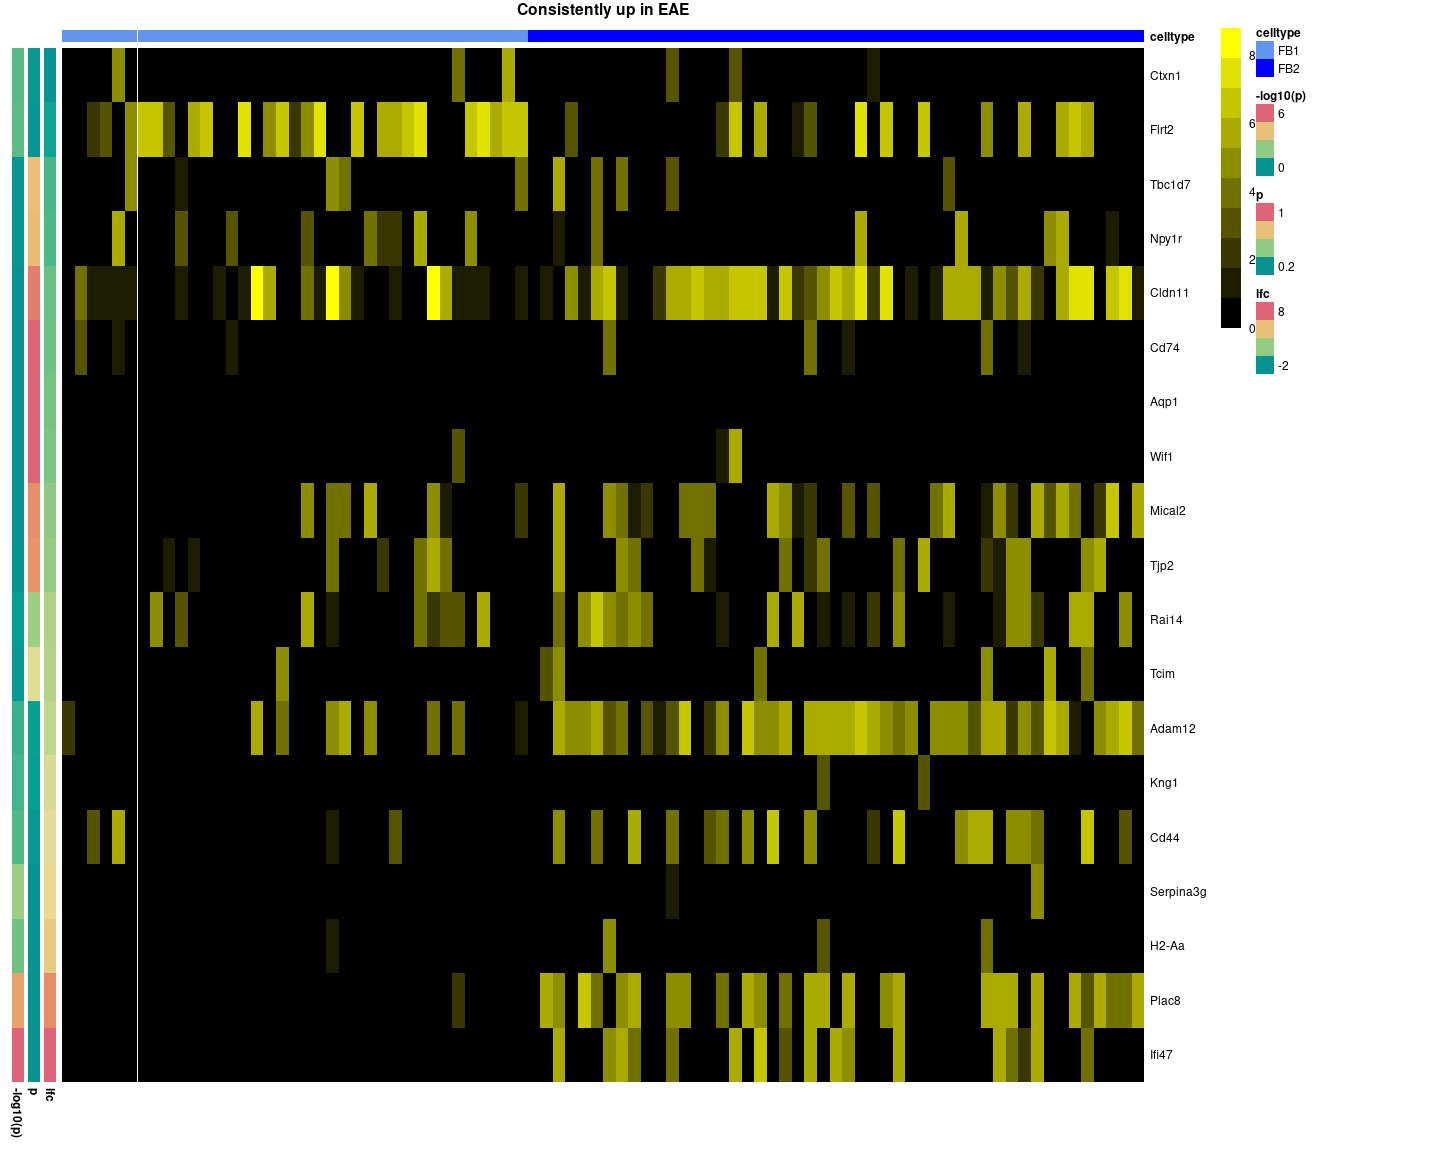 Consistently up in EAE
celltype
Ctxn1
Flrt2
Tbc1d7
Npy1r
Cldn11
Cd74
Aqp1
Wif1
Mical2
Tjp2
Rai14
Tcim
Adam12
Kng1
Cd44
Serpina3g
H2-Aa
Plac8
Ifi47
-log10(p)
p
lfc
8
6
4
2
0
celltype
FB1
FB2
-log10(p)
6
0
p
1
0.2
lfc
8
-2